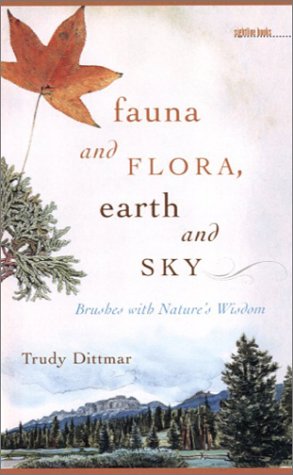 sightline books
fauna
and FLORA,
earth
and
SKY
Brushes with Nature's Wisdom
Trudy Dittmar